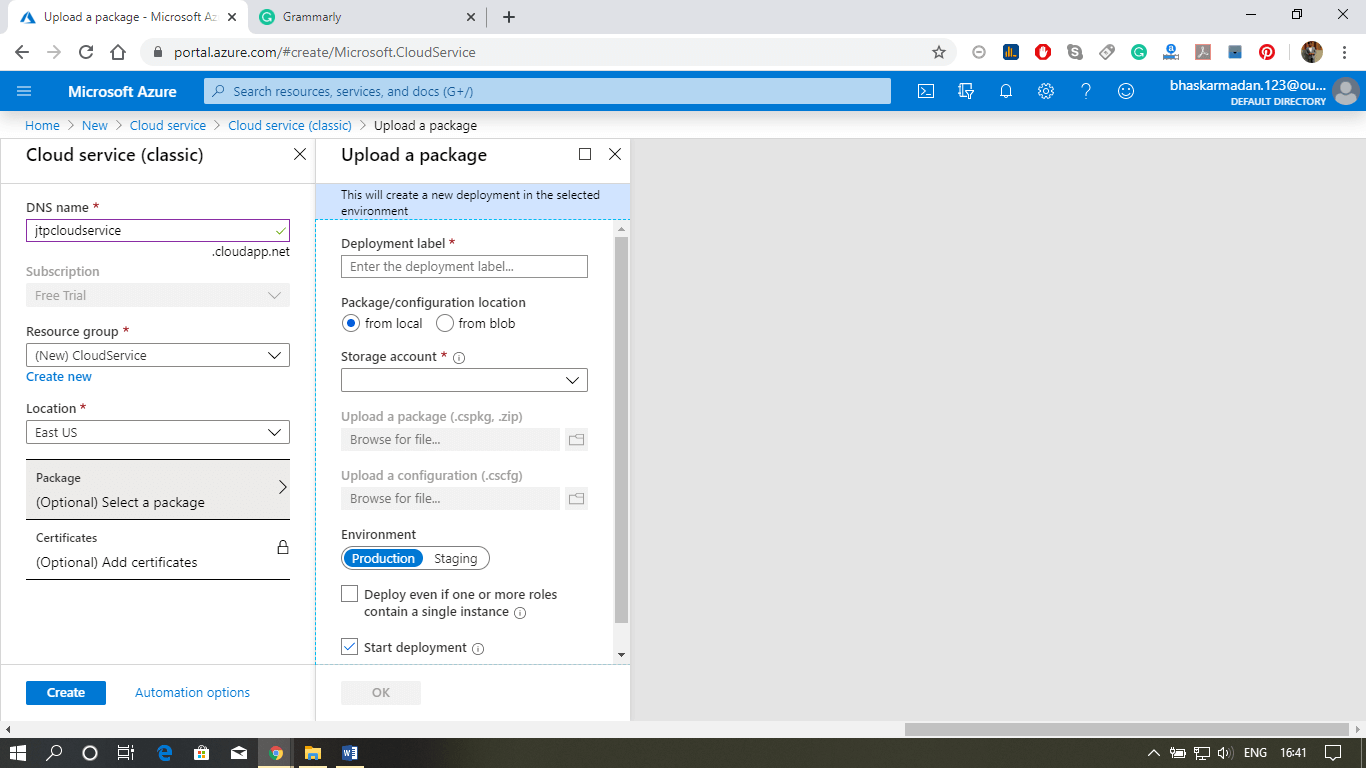 Upload a package - Microsoft Az
Grammarly
portal.azure.com/#create/Microsoft.CloudService
Microsoft Azure
Search resources, services, and docs (G+/)
bhaskarmadan.123@ou...
DEFAULT DIRECTORY
Home > New > Cloud service > Cloud service (classic) > Upload a package
Cloud service (classic)
DNS name *
jtpcloudservice
.cloudapp.net
Subscription
Free Trial
Resource group *
(New) CloudService
Create new
Location *
East US
Package
(Optional) Select a package
Certificates
(Optional) Add certificates
Create
Automation options
Upload a package
This will create a new deployment in the selected
environment
Deployment label *
Enter the deployment label...
Package/configuration location
from local from blob
Storage account *
Upload a package (.cspkg, .zip)
Browse for file...
Upload a configuration (.cscfg)
Browse for file...
Environment
Production Staging
Deploy even if one or more roles
contain a single instance
Start deployment
OK
ENG 16:41